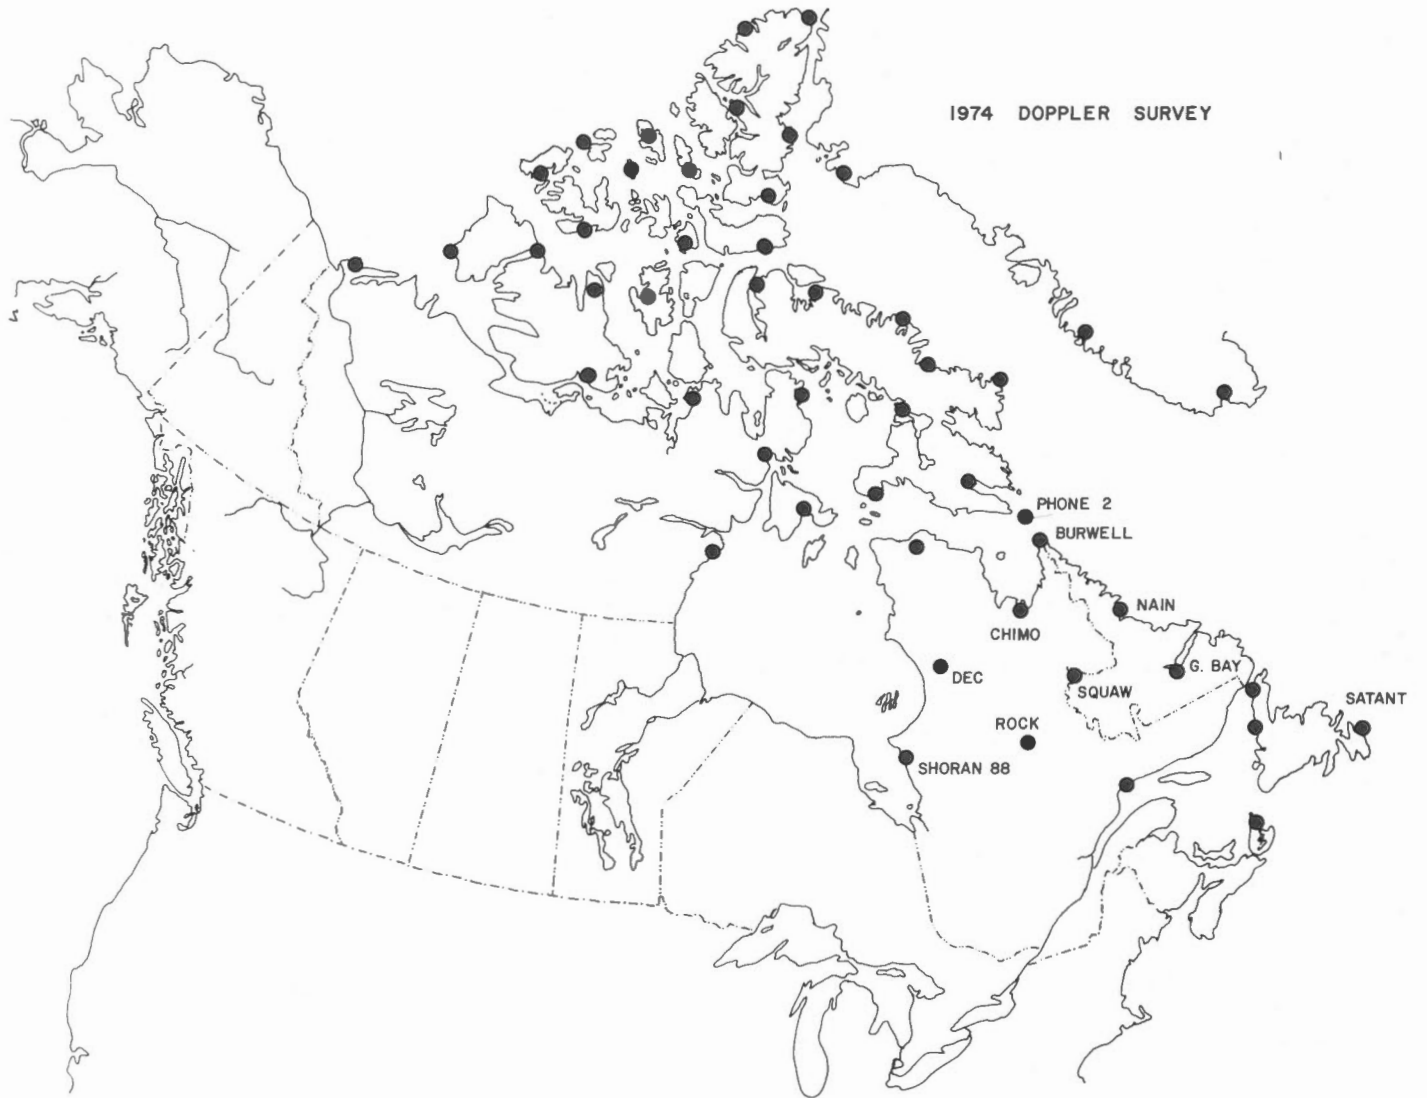 1974 DOPPLER SURVEY
PHONE 2
BURWELL
NAIN
CHIMO
G. BAY
DEC
SQUAW
SATANT
ROCK
SHORAN 88